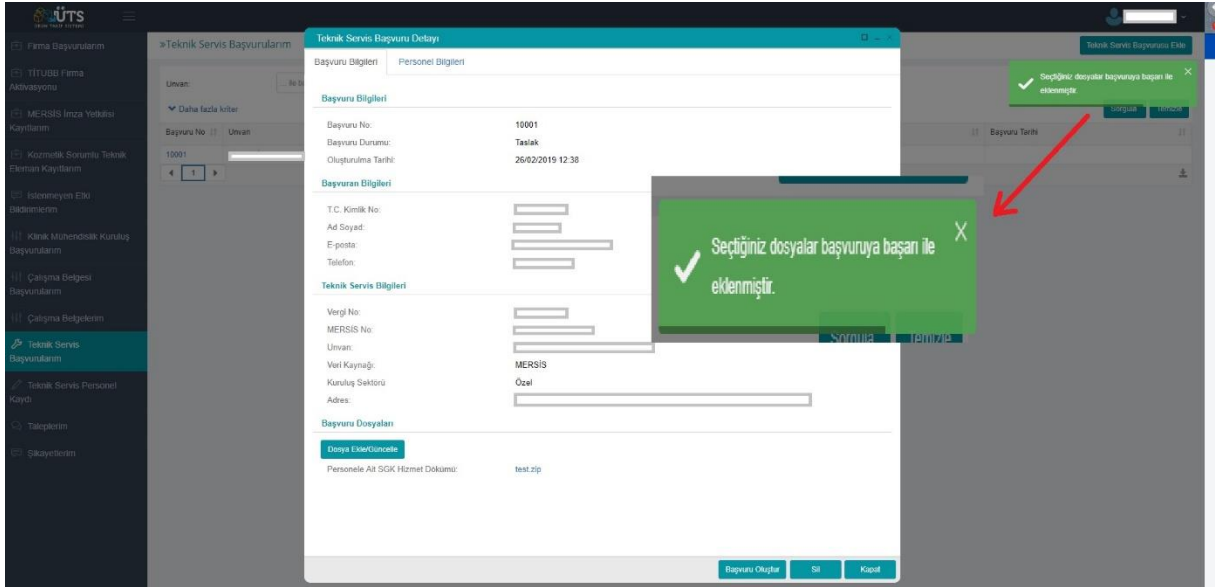 ÜTS
Firma Başvurularım
TİTUBB Firma
Aktivasyonu
MERSİS İmza Yetkilisi
Kayıtlarım
Kozmetik Sorumlu Teknik
Eleman Kayıtlarım
İstenmeyen Etki
Bildirimlerim
Klinik Mühendislik Kuruluş
Başvurularım
Çalışma Belgesi
Başvurularım
Çalışma Belgelerim
Teknik Servis
Başvurularım
Teknik Servis Personel
Kaydı
Taleplerim
Şikayetlerim
»Teknik Servis Başvurularım
Teknik Servis Başvurusu Ekle
Unvan:
Daha fazla kriter
Sorgula
Temizle
Başvuru No
Unvan
Başvuru Tarihi
10001
1
Seçtiğiniz dosyalar başvuruya başarı ile
eklenmiştir.
Teknik Servis Başvuru Detayı
Başvuru Bilgileri
Personel Bilgileri
Başvuru Bilgileri
Başvuru No: 10001
Başvuru Durumu: Taslak
Oluşturulma Tarihi: 26/02/2019 12:38
Başvuran Bilgileri
T.C. Kimlik No:
Ad Soyad:
E-posta:
Telefon:
Teknik Servis Bilgileri
Vergi No:
MERSİS No:
Unvan:
Veri Kaynağı: MERSİS
Kuruluş Sektörü Özel
Adres:
Başvuru Dosyaları
Dosya Ekle/Güncelle
Personele Ait SGK Hizmet Dökümü: test.zip
Başvuru Oluştur
Sil
Kapat
Seçtiğiniz dosyalar başvuruya başarı ile
eklenmiştir.
Sorgula
Temizle